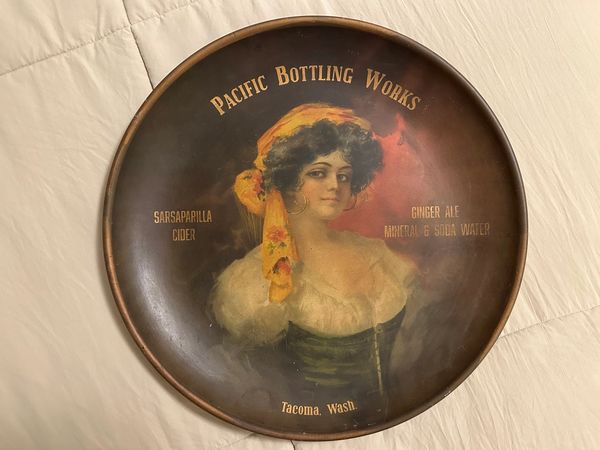 Pacific Bottling Works
SARSAPARILLA
CIDER
GINGER ALE
MINERAL & SODA WATER
Tacoma, Wash.